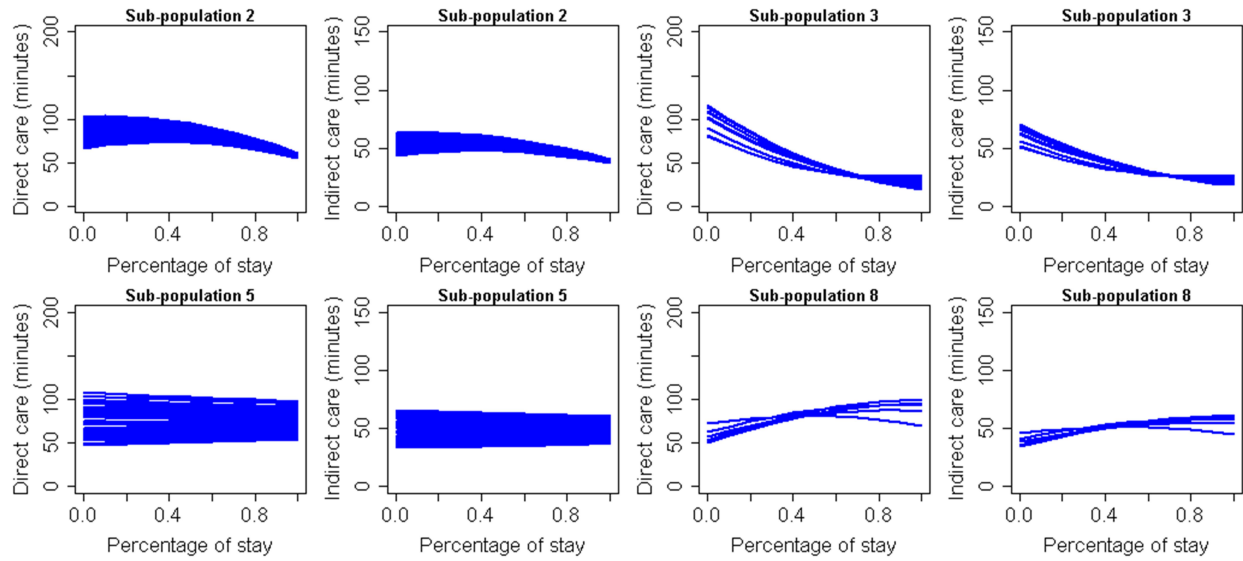 Sub-population 2
Direct care (minutes)
200
100
50
0
0.0 0.4 0.8
Percentage of stay
Sub-population 2
Indirect care (minutes)
150
100
50
0
0.0 0.4 0.8
Percentage of stay
Sub-population 3
Direct care (minutes)
200
100
50
0
0.0 0.4 0.8
Percentage of stay
Sub-population 3
Indirect care (minutes)
150
100
50
0
0.0 0.4 0.8
Percentage of stay
Sub-population 5
Direct care (minutes)
200
100
50
0
0.0 0.4 0.8
Percentage of stay
Sub-population 5
Indirect care (minutes)
150
100
50
0
0.0 0.4 0.8
Percentage of stay
Sub-population 8
Direct care (minutes)
200
100
50
0
0.0 0.4 0.8
Percentage of stay
Sub-population 8
Indirect care (minutes)
150
100
50
0
0.0 0.4 0.8
Percentage of stay